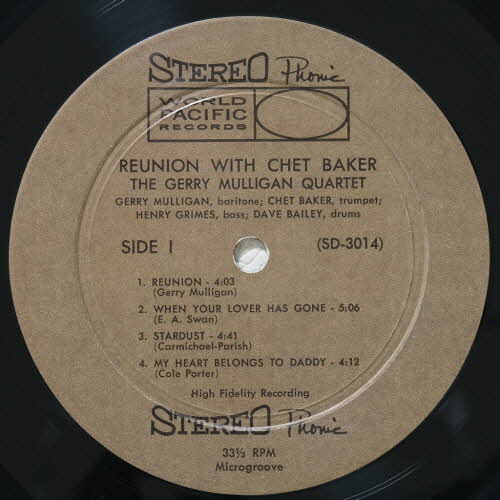 STEREO Phonic
WORLD
PACIFIC
RECORDS
REUNION WITH CHET BAKER
THE GERRY MULLIGAN QUARTET
GERRY MULLIGAN, baritone; CHET BAKER, trumpet;
HENRY GRIMES, bass; DAVE BAILEY, drums
SIDE I (SD-3014)
1. REUNION - 4:03
(Gerry Mulligan)
2. WHEN YOUR LOVER HAS GONE - 5:06
(E. A. Swan)
3. STARDUST - 4:41
(Carmichael-Parish)
4. MY HEART BELONGS TO DADDY - 4:12
(Cole Porter)
High Fidelity Recording
STEREO Phonic
33⅓ RPM
Microgroove